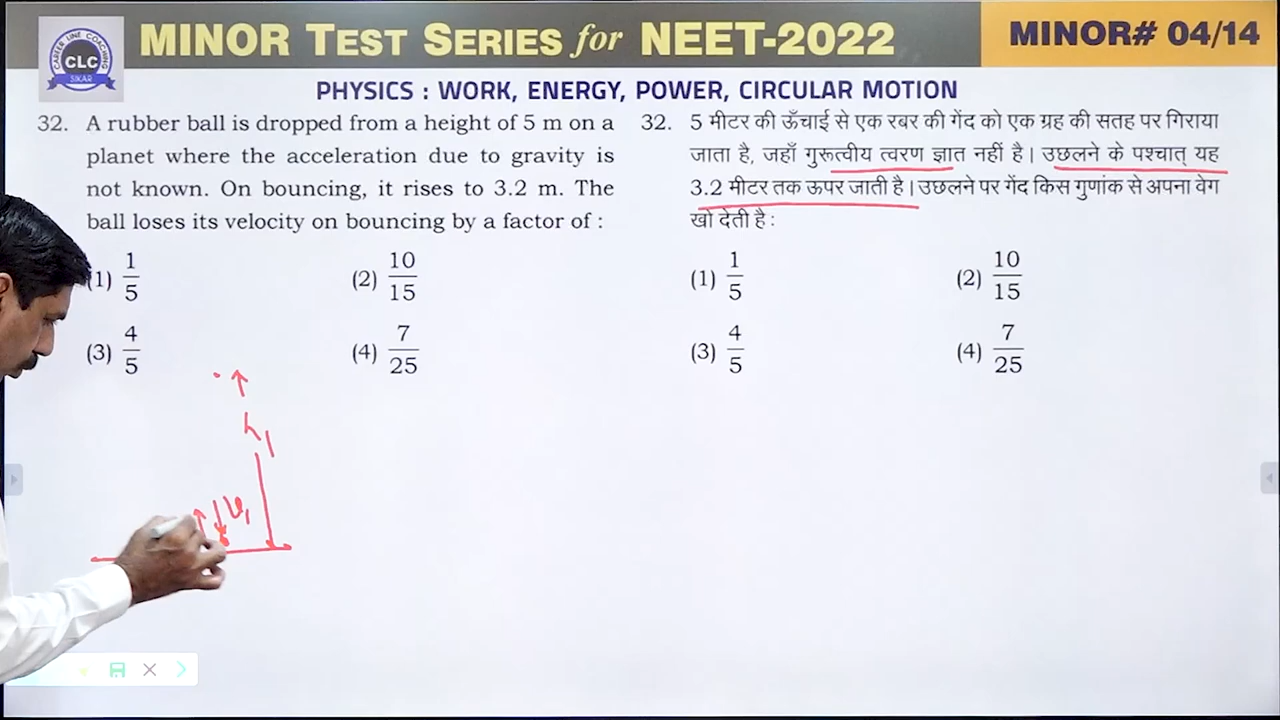 CAREER LINE COACHING
CLC
SIKAR
MINOR TEST SERIES for NEET-2022
MINOR# 04/14
PHYSICS : WORK, ENERGY, POWER, CIRCULAR MOTION
32. A rubber ball is dropped from a height of 5 m on a
planet where the acceleration due to gravity is
not known. On bouncing, it rises to 3.2 m. The
ball loses its velocity on bouncing by a factor of :
(1) 1/5
(2) 10/15
(3) 4/5
(4) 7/25
32. 5 मीटर की ऊँचाई से एक रबर की गेंद को एक ग्रह की सतह पर गिराया
जाता है, जहाँ गुरूत्वीय त्वरण ज्ञात नहीं है। उछलने के पश्चात् यह
3.2 मीटर तक ऊपर जाती है। उछलने पर गेंद किस गुणांक से अपना वेग
खो देती है :
(1) 1/5
(2) 10/15
(3) 4/5
(4) 7/25
h1
v1